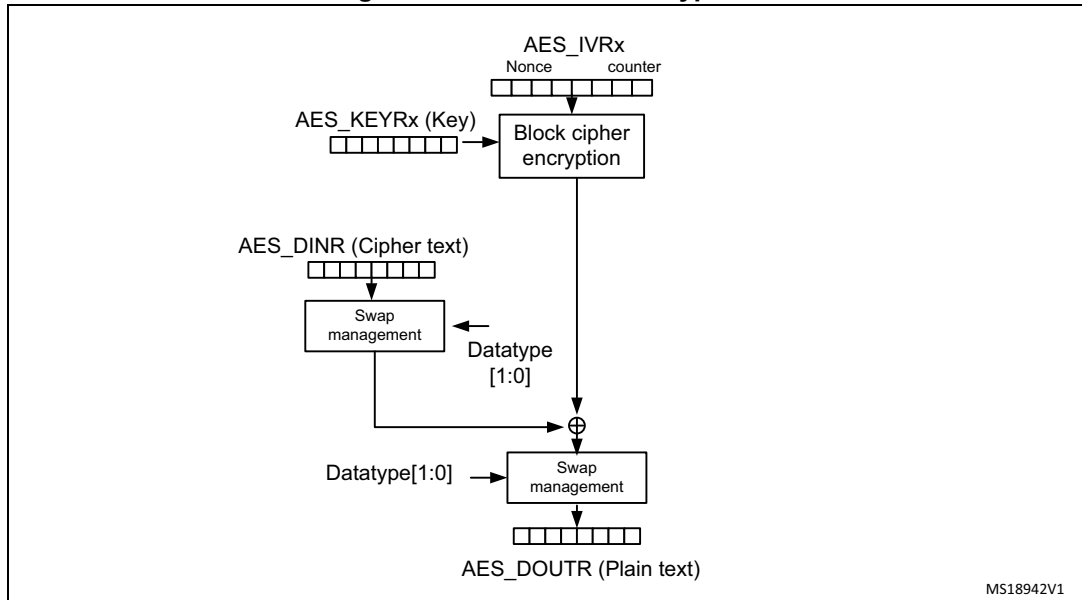 AES_IVRx
Nonce counter
AES_KEYRx (Key)
Block cipher
encryption
AES_DINR (Cipher text)
Swap
management
Datatype
[1:0]
Datatype[1:0]
Swap
management
AES_DOUTR (Plain text)
MS18942V1